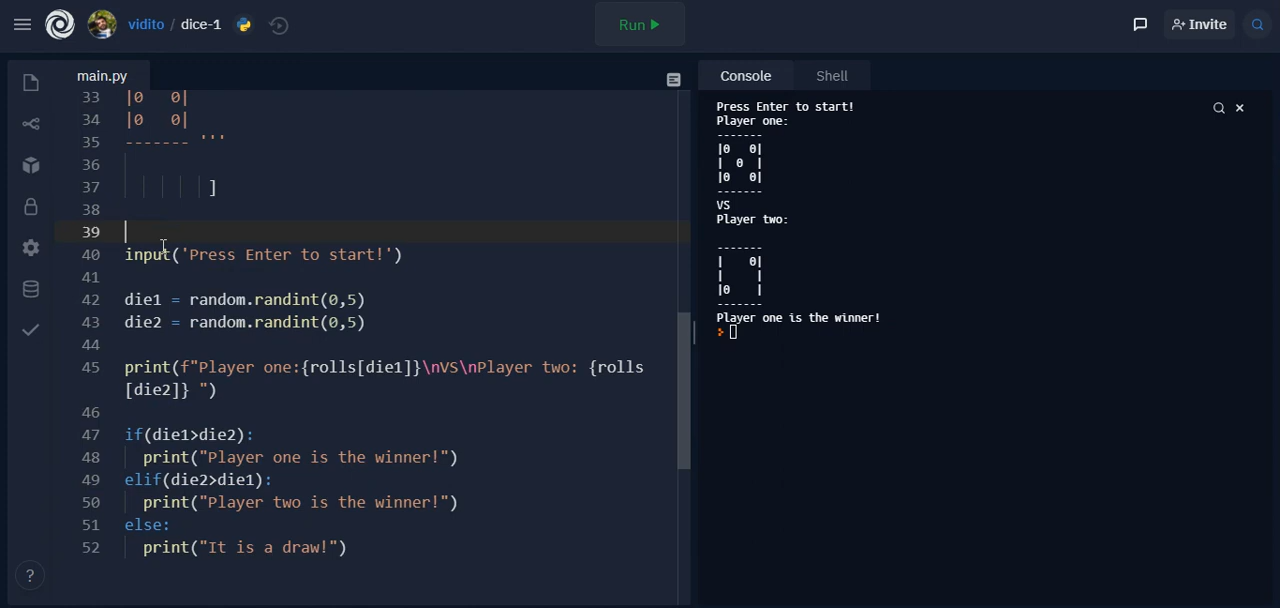 vidito / dice-1
Run
Invite
main.py
33 |0   0|
34 |0   0|
35 ------- '''
36
37 ]
38
39
40 input('Press Enter to start!')
41
42 die1 = random.randint(0,5)
43 die2 = random.randint(0,5)
44
45 print(f"Player one:{rolls[die1]}\nVS\nPlayer two: {rolls
[die2]} ")
46
47 if(die1>die2):
48   print("Player one is the winner!")
49 elif(die2>die1):
50   print("Player two is the winner!")
51 else:
52   print("It is a draw!")
?
Console
Shell
Press Enter to start!
Player one:
-------
|0   0|
|  0  |
|0   0|
-------
VS
Player two:
-------
|    0|
|     |
|0    |
-------
Player one is the winner!